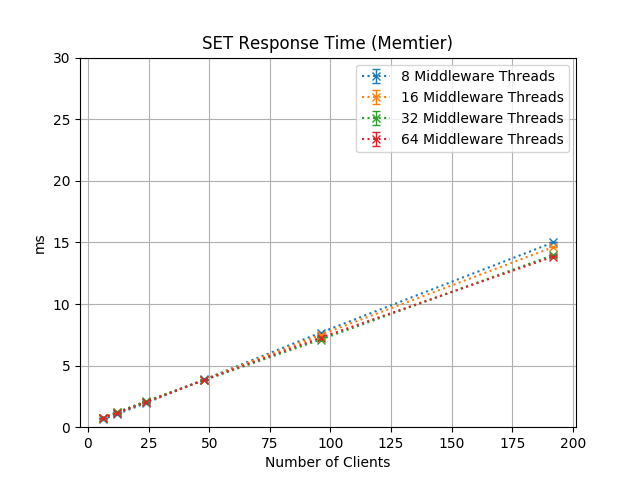 SET Response Time (Memtier)
30
25
20
15
10
5
0
ms
8 Middleware Threads
16 Middleware Threads
32 Middleware Threads
64 Middleware Threads
0 25 50 75 100 125 150 175 200
Number of Clients